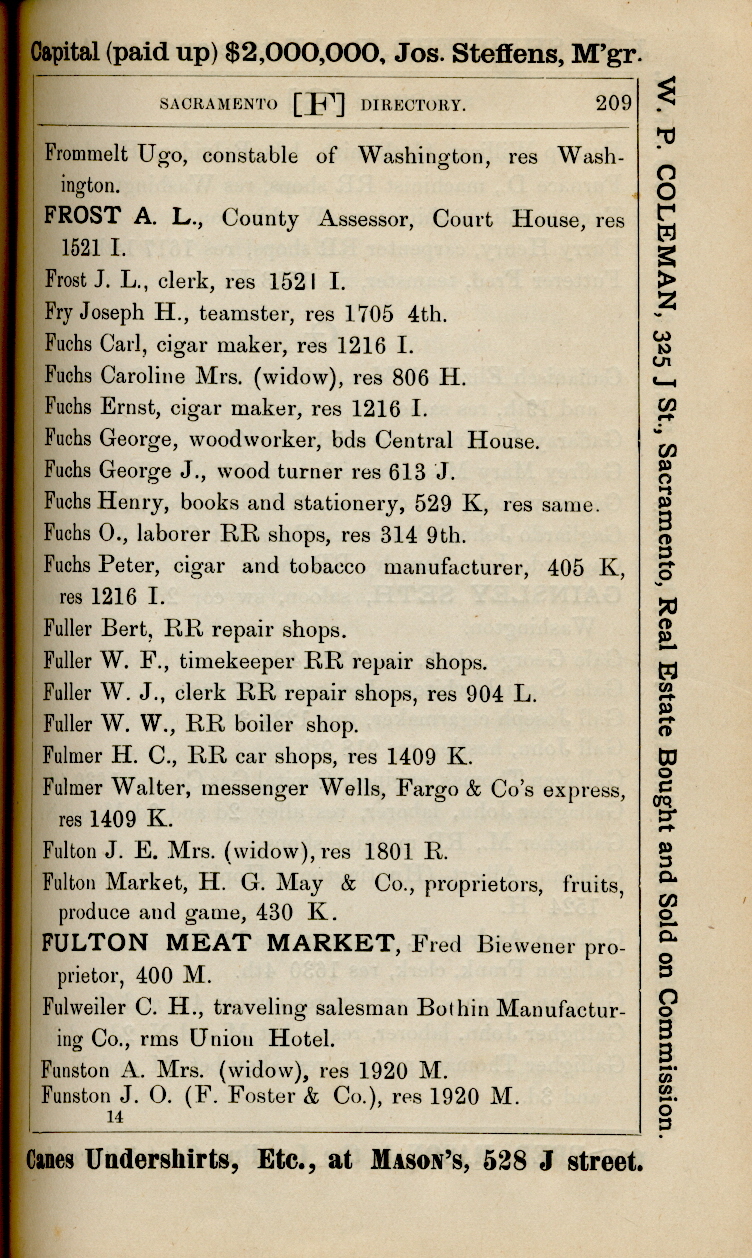 Capital (paid up) $2,000,000, Jos. Steffens, M'gr.
SACRAMENTO [F] DIRECTORY. 209
Frommelt Ugo, constable of Washington, res Wash-
ington.
FROST A. L., County Assessor, Court House, res
1521 I.
Frost J. L., clerk, res 1521 I.
Fry Joseph H., teamster, res 1705 4th.
Fuchs Carl, cigar maker, res 1216 I.
Fuchs Caroline Mrs. (widow), res 806 H.
Fuchs Ernst, cigar maker, res 1216 I.
Fuchs George, woodworker, bds Central House.
Fuchs George J., wood turner res 613 J.
Fuchs Henry, books and stationery, 529 K, res same.
Fuchs O., laborer RR shops, res 314 9th.
Fuchs Peter, cigar and tobacco manufacturer, 405 K,
res 1216 I.
Fuller Bert, RR repair shops.
Fuller W. F., timekeeper RR repair shops.
Fuller W. J., clerk RR repair shops, res 904 L.
Fuller W. W., RR boiler shop.
Fulmer H. C., RR car shops, res 1409 K.
Fulmer Walter, messenger Wells, Fargo & Co's express,
res 1409 K.
Fulton J. E. Mrs. (widow), res 1801 R.
Fulton Market, H. G. May & Co., proprietors, fruits,
produce and game, 430 K.
FULTON MEAT MARKET, Fred Biewener pro-
prietor, 400 M.
Fulweiler C. H., traveling salesman Bothin Manufactur-
ing Co., rms Union Hotel.
Funston A. Mrs. (widow), res 1920 M.
Funston J. O. (F. Foster & Co.), res 1920 M.
14
Canes Undershirts, Etc., at MASON'S, 528 J street.
W. P. COLEMAN, 325 J St., Sacramento, Real Estate Bought and Sold on Commission.